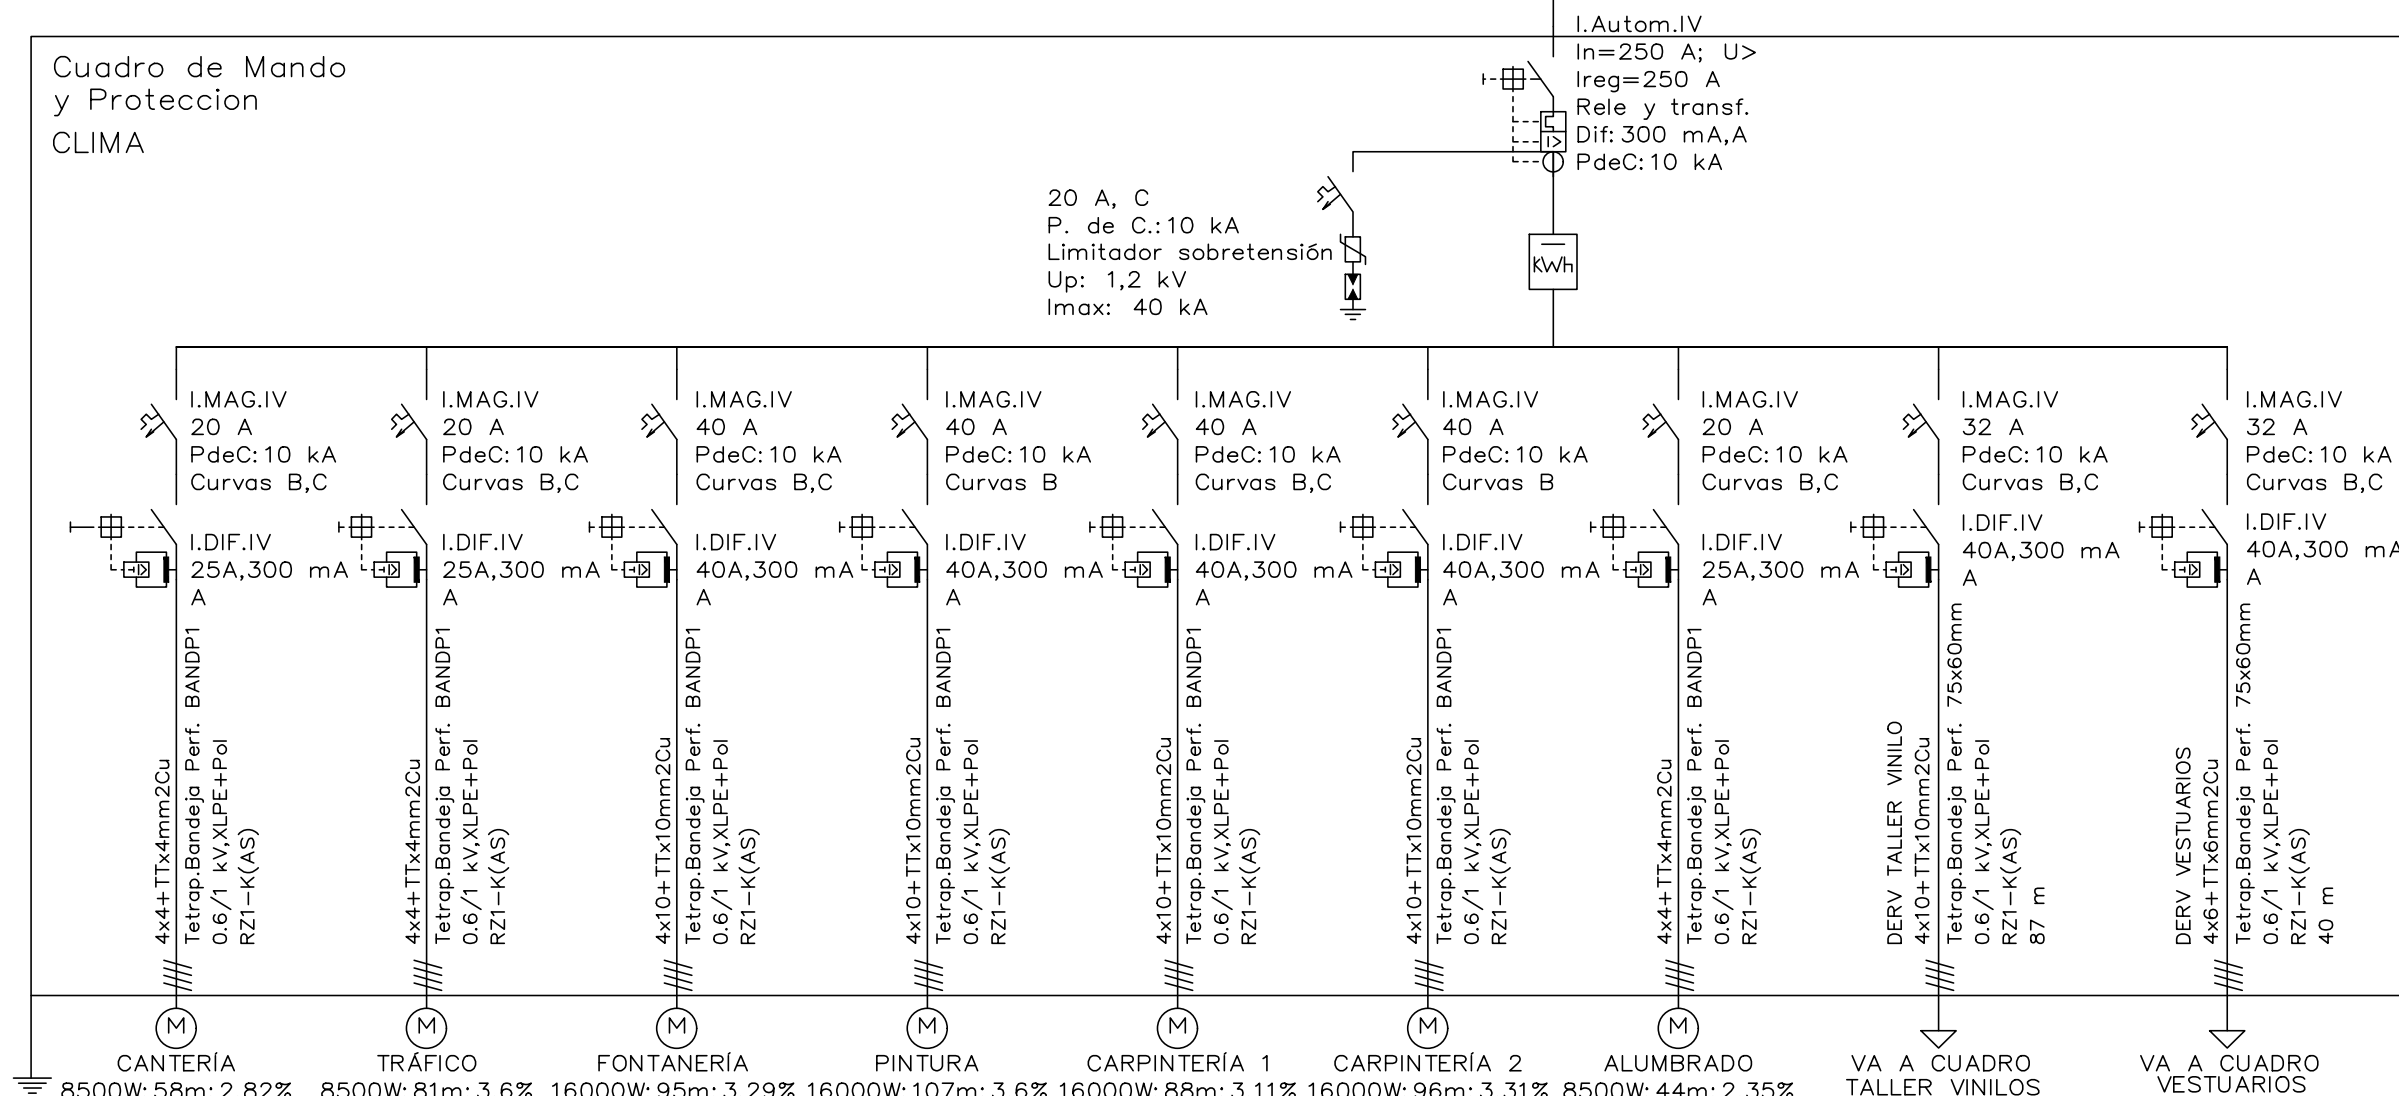 I.Autom.IV
In=250 A; U>
Ireg=250 A
Rele y transf.
Dif: 300 mA,A
PdeC: 10 kA
Cuadro de Mando
y Proteccion
CLIMA
20 A, C
P. de C.: 10 kA
Limitador sobretensión
Up: 1,2 kV
Imax: 40 kA
KWh
I.MAG.IV
20 A
PdeC: 10 kA
Curvas B,C
I.DIF.IV
25A,300 mA
A
4x4+TTx4mm2Cu
Tetrap.Bandeja Perf. BANDP1
0.6/1 kV,XLPE+Pol
RZ1-K(AS)
M
CANTERÍA
8500W: 58m: 2.82%
I.MAG.IV
20 A
PdeC: 10 kA
Curvas B,C
I.DIF.IV
25A,300 mA
A
4x4+TTx4mm2Cu
Tetrap.Bandeja Perf. BANDP1
0.6/1 kV,XLPE+Pol
RZ1-K(AS)
M
TRÁFICO
8500W: 81m: 3.6%
I.MAG.IV
40 A
PdeC: 10 kA
Curvas B,C
I.DIF.IV
40A,300 mA
A
4x10+TTx10mm2Cu
Tetrap.Bandeja Perf. BANDP1
0.6/1 kV,XLPE+Pol
RZ1-K(AS)
M
FONTANERÍA
16000W: 95m: 3.29%
I.MAG.IV
40 A
PdeC: 10 kA
Curvas B
I.DIF.IV
40A,300 mA
A
4x10+TTx10mm2Cu
Tetrap.Bandeja Perf. BANDP1
0.6/1 kV,XLPE+Pol
RZ1-K(AS)
M
PINTURA
16000W: 107m: 3.6%
I.MAG.IV
40 A
PdeC: 10 kA
Curvas B,C
I.DIF.IV
40A,300 mA
A
4x10+TTx10mm2Cu
Tetrap.Bandeja Perf. BANDP1
0.6/1 kV,XLPE+Pol
RZ1-K(AS)
M
CARPINTERÍA 1
16000W: 88m: 3.11%
I.MAG.IV
40 A
PdeC: 10 kA
Curvas B
I.DIF.IV
40A,300 mA
A
4x10+TTx10mm2Cu
Tetrap.Bandeja Perf. BANDP1
0.6/1 kV,XLPE+Pol
RZ1-K(AS)
M
CARPINTERÍA 2
16000W: 96m: 3.31%
I.MAG.IV
20 A
PdeC: 10 kA
Curvas B,C
I.DIF.IV
25A,300 mA
A
4x4+TTx4mm2Cu
Tetrap.Bandeja Perf. BANDP1
0.6/1 kV,XLPE+Pol
RZ1-K(AS)
M
ALUMBRADO
8500W: 44m: 2.35%
I.MAG.IV
32 A
PdeC: 10 kA
Curvas B,C
I.DIF.IV
40A,300 mA
A
DERV TALLER VINILO
4x10+TTx10mm2Cu
Tetrap.Bandeja Perf. 75x60mm
0.6/1 kV,XLPE+Pol
RZ1-K(AS)
87 m
VA A CUADRO
TALLER VINILOS
I.MAG.IV
32 A
PdeC: 10 kA
Curvas B,C
I.DIF.IV
40A,300 mA
A
DERV VESTUARIOS
4x6+TTx6mm2Cu
Tetrap.Bandeja Perf. 75x60mm
0.6/1 kV,XLPE+Pol
RZ1-K(AS)
40 m
VA A CUADRO
VESTUARIOS